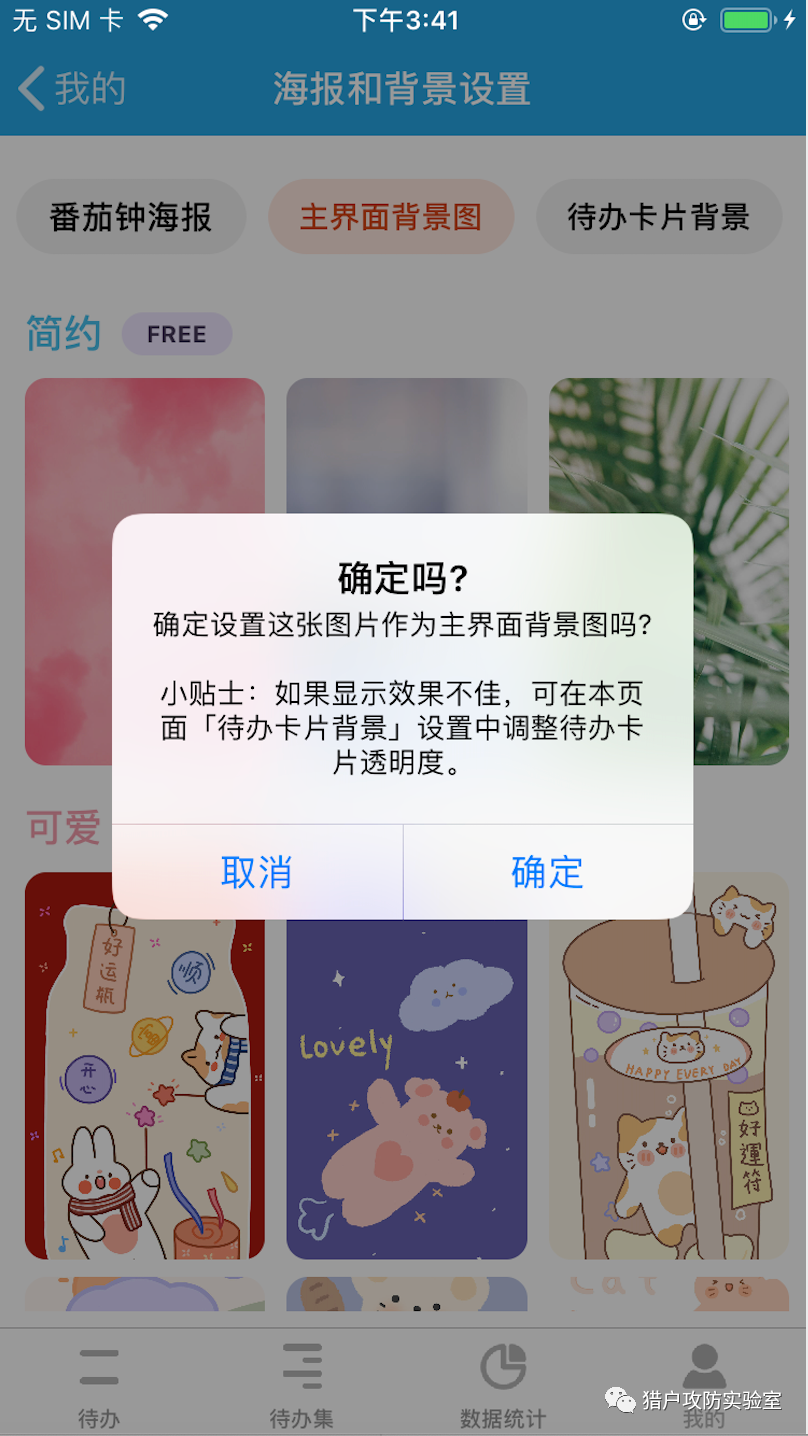 无 SIM 卡
下午3:41
我的
海报和背景设置
番茄钟海报
主界面背景图
待办卡片背景
简约
FREE
确定吗?
确定设置这张图片作为主界面背景图吗?
小贴士：如果显示效果不佳，可在本页
面「待办卡片背景」设置中调整待办卡
片透明度。
取消
确定
可爱
好
运
瓶
顺
开
心
Lovely
HAPPY EVERY DAY
好
運
符
cat
待办
待办集
数据统计
我的
猎户攻防实验室